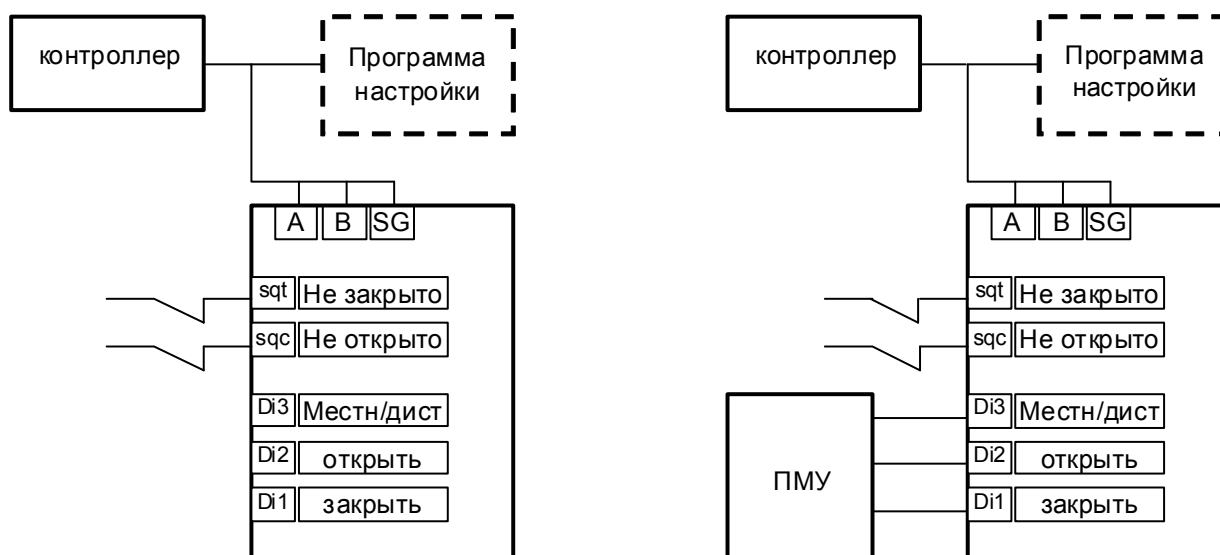 контроллер
Программа
настройки
A B SG
sqt Не закрыто
sqc Не открыто
Di3 Местн/дист
Di2 открыть
Di1 закрыть
контроллер
Программа
настройки
A B SG
sqt Не закрыто
sqc Не открыто
ПМУ
Di3 Местн/дист
Di2 открыть
Di1 закрыть